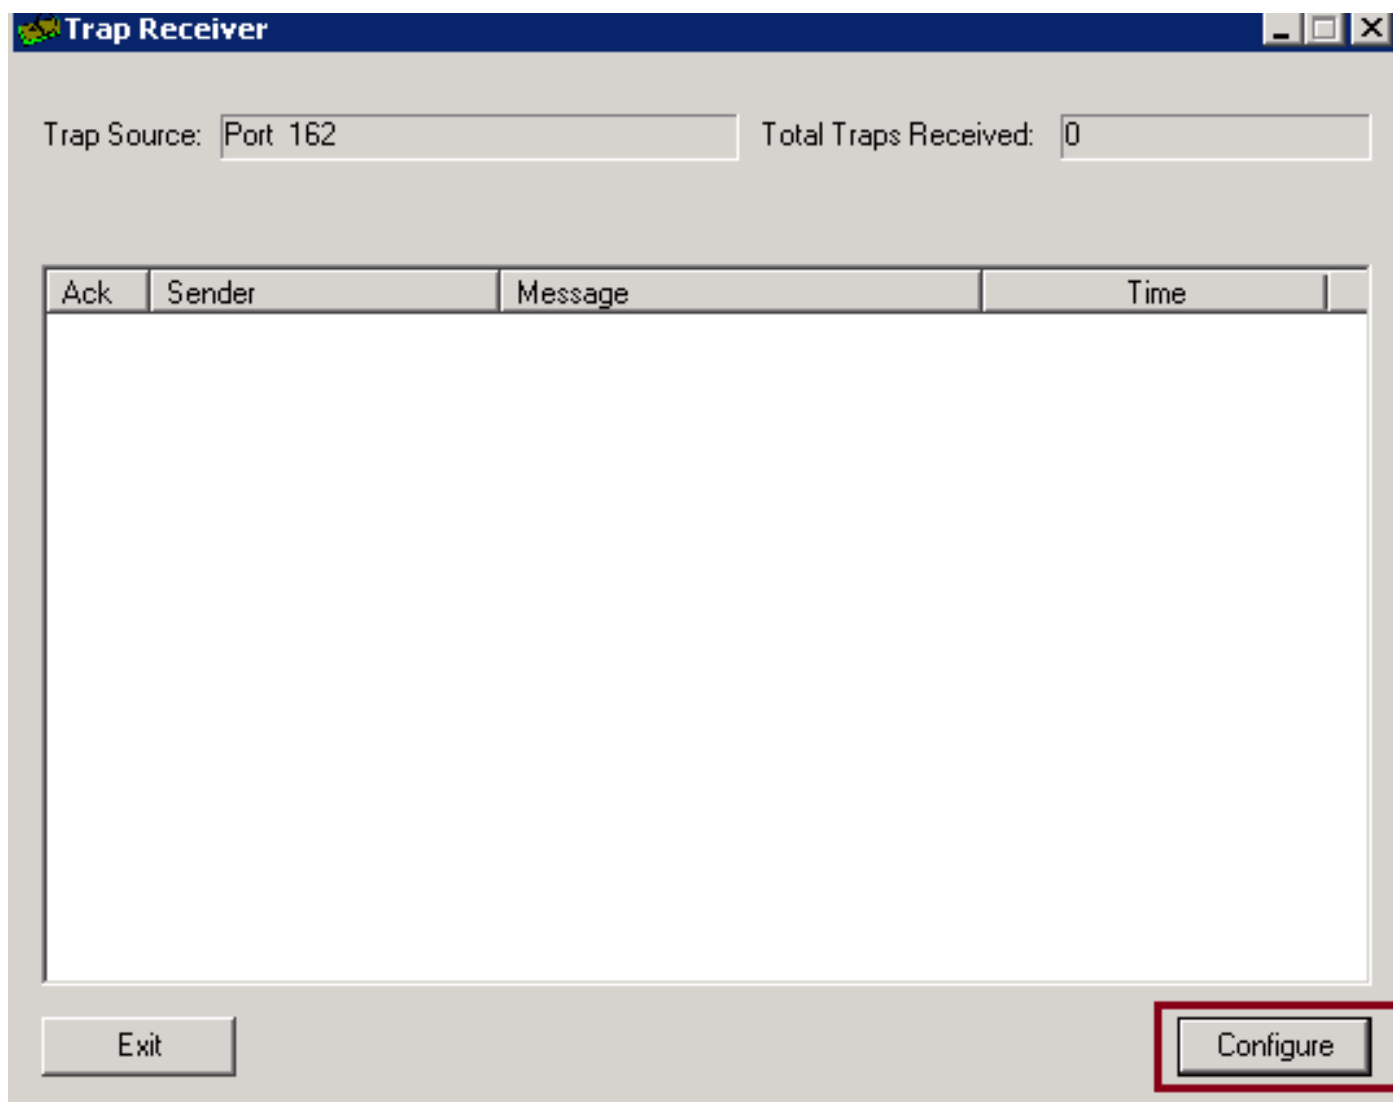 Trap Receiver
Trap Source: Port 162 Total Traps Received: 0
Ack Sender Message Time
Exit Configure